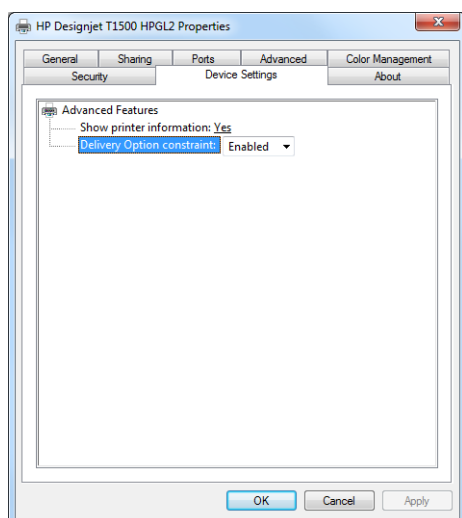 HP Designjet T1500 HPGL2 Properties
General Sharing Ports Advanced Color Management
Security Device Settings About
Advanced Features
Show printer information: Yes
Delivery Option constraint: Enabled
OK Cancel Apply